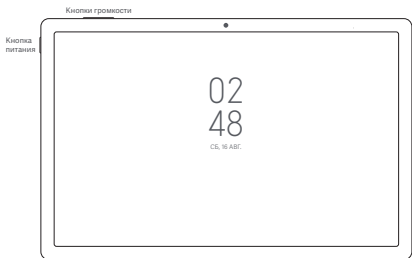 Кнопки громкости
Кнопка
питания
02
48
СБ, 16 АВГ.